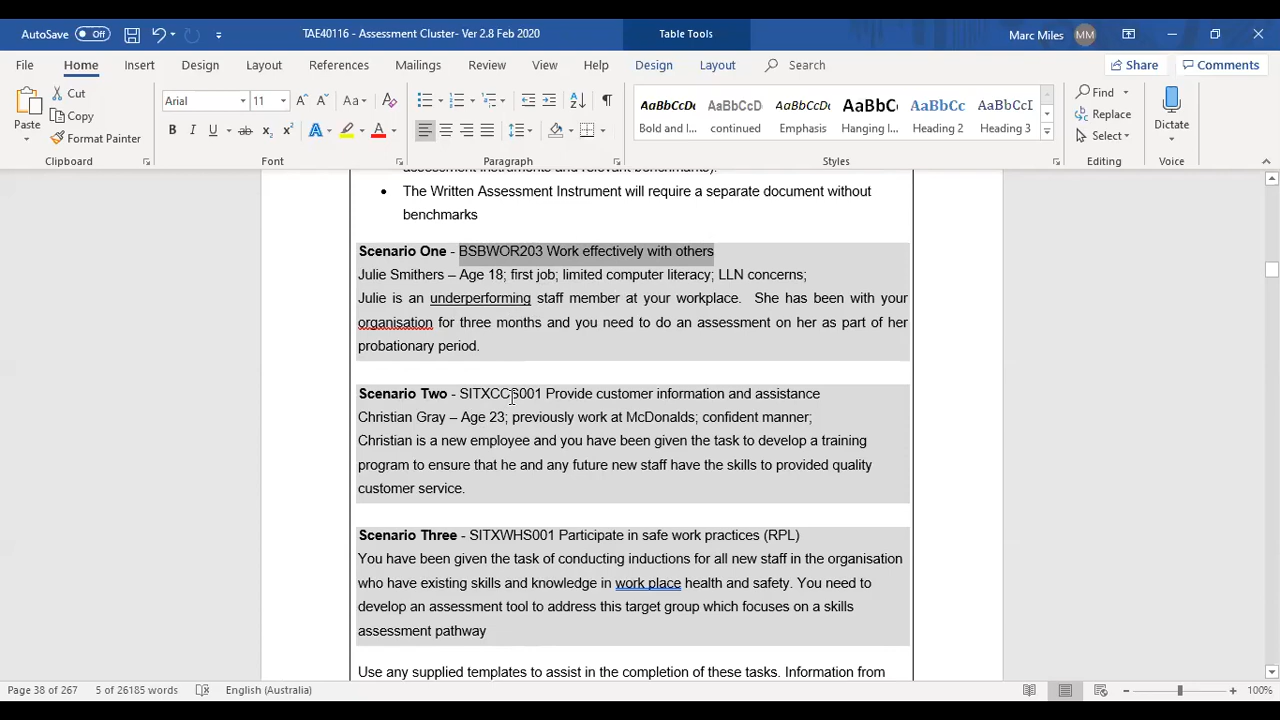 AutoSave Off
TAE40116 - Assessment Cluster- Ver 2.8 Feb 2020
Table Tools
Marc Miles MM
File Home Insert Design Layout References Mailings Review View Help Design Layout Search Share Comments
Paste
Cut
Copy
Format Painter
Clipboard
Arial 11
Font
Paragraph
AaBbCcDc AaBbCcDc AaBbCcDc AaBbCc AaBbCc AaBbCcD
Bold and I... continued Emphasis Hanging I... Heading 2 Heading 3
Styles
Find
Replace
Select
Editing
Dictate
Voice
The Written Assessment Instrument will require a separate document without
benchmarks
Scenario One - BSBWOR203 Work effectively with others
Julie Smithers – Age 18; first job; limited computer literacy; LLN concerns;
Julie is an underperforming staff member at your workplace. She has been with your
organisation for three months and you need to do an assessment on her as part of her
probationary period.
Scenario Two - SITXCCS001 Provide customer information and assistance
Christian Gray – Age 23; previously work at McDonalds; confident manner;
Christian is a new employee and you have been given the task to develop a training
program to ensure that he and any future new staff have the skills to provided quality
customer service.
Scenario Three - SITXWHS001 Participate in safe work practices (RPL)
You have been given the task of conducting inductions for all new staff in the organisation
who have existing skills and knowledge in work place health and safety. You need to
develop an assessment tool to address this target group which focuses on a skills
assessment pathway
Use any supplied templates to assist in the completion of these tasks. Information from
Page 38 of 267 5 of 26185 words English (Australia) 100%